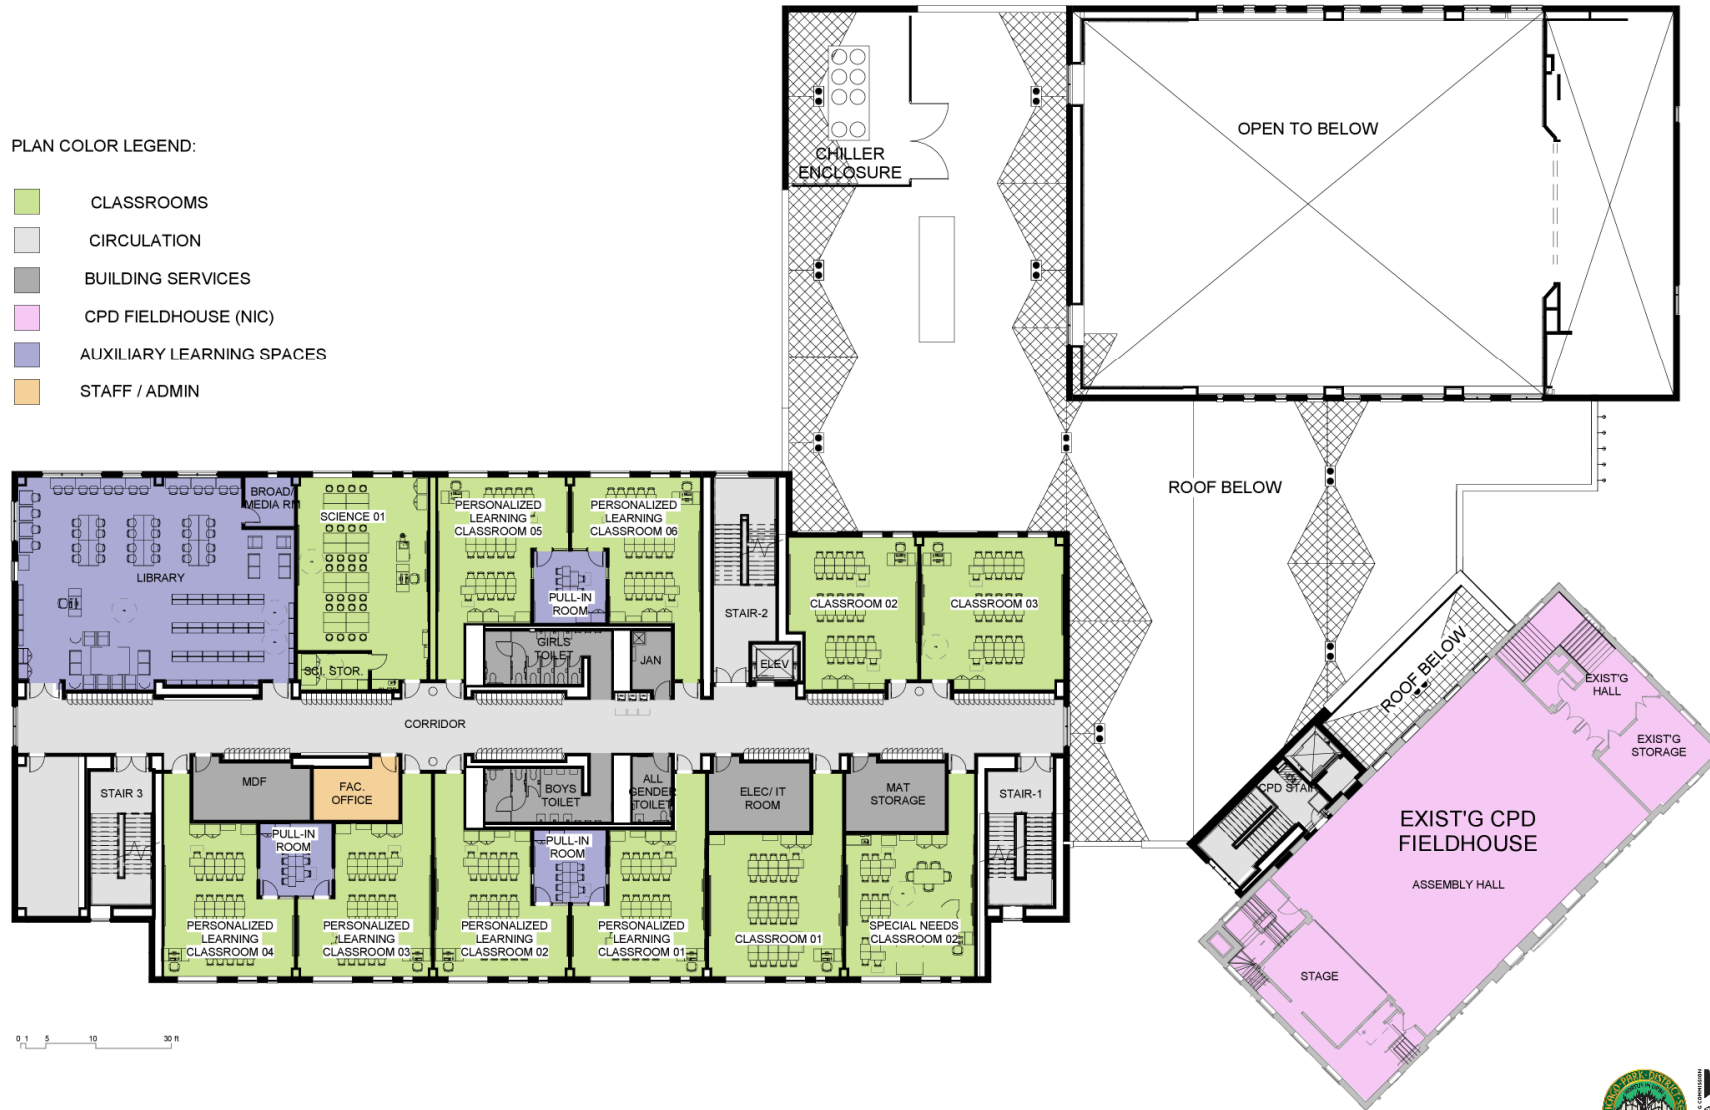 PLAN COLOR LEGEND:
CLASSROOMS
CIRCULATION
BUILDING SERVICES
CPD FIELDHOUSE (NIC)
AUXILIARY LEARNING SPACES
STAFF / ADMIN
CHILLER
ENCLOSURE
OPEN TO BELOW
ROOF BELOW
ROOF BELOW
BROAD/
MEDIA RM
LIBRARY
SCIENCE 01
SCI. STOR.
PERSONALIZED
LEARNING
CLASSROOM 05
PERSONALIZED
LEARNING
CLASSROOM 06
PULL-IN
ROOM
GIRLS
TOILET
JAN
STAIR-2
ELEV
CLASSROOM 02
CLASSROOM 03
CORRIDOR
STAIR 3
MDF
FAC.
OFFICE
PULL-IN
ROOM
PERSONALIZED
LEARNING
CLASSROOM 04
PERSONALIZED
LEARNING
CLASSROOM 03
BOYS
TOILET
ALL
GENDER
TOILET
PULL-IN
ROOM
PERSONALIZED
LEARNING
CLASSROOM 02
PERSONALIZED
LEARNING
CLASSROOM 01
ELEC/ IT
ROOM
CLASSROOM 01
MAT
STORAGE
SPECIAL NEEDS
CLASSROOM 02
STAIR-1
CPD STAIR
EXIST'G
HALL
EXIST'G
STORAGE
EXIST'G CPD
FIELDHOUSE
ASSEMBLY HALL
STAGE
0 1 5 10 30 ft